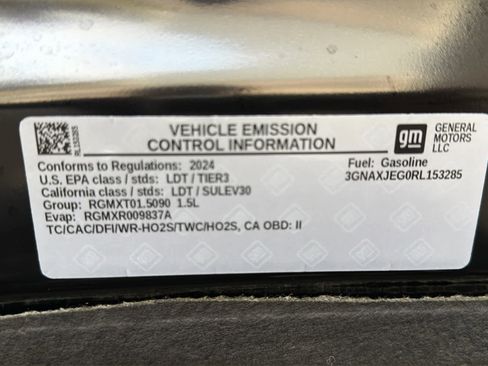 RL153285
VEHICLE EMISSION
CONTROL INFORMATION
gm
GENERAL
MOTORS
LLC
Conforms to Regulations: 2024
Fuel: Gasoline
U.S. EPA class / stds: LDT / TIER3
3GNAXJEG0RL153285
California class / stds: LDT / SULEV30
Group: RGMXT01.5090 1.5L
Evap: RGMXR009837A
TC/CAC/DFI/WR-HO2S/TWC/HO2S, CA OBD: II